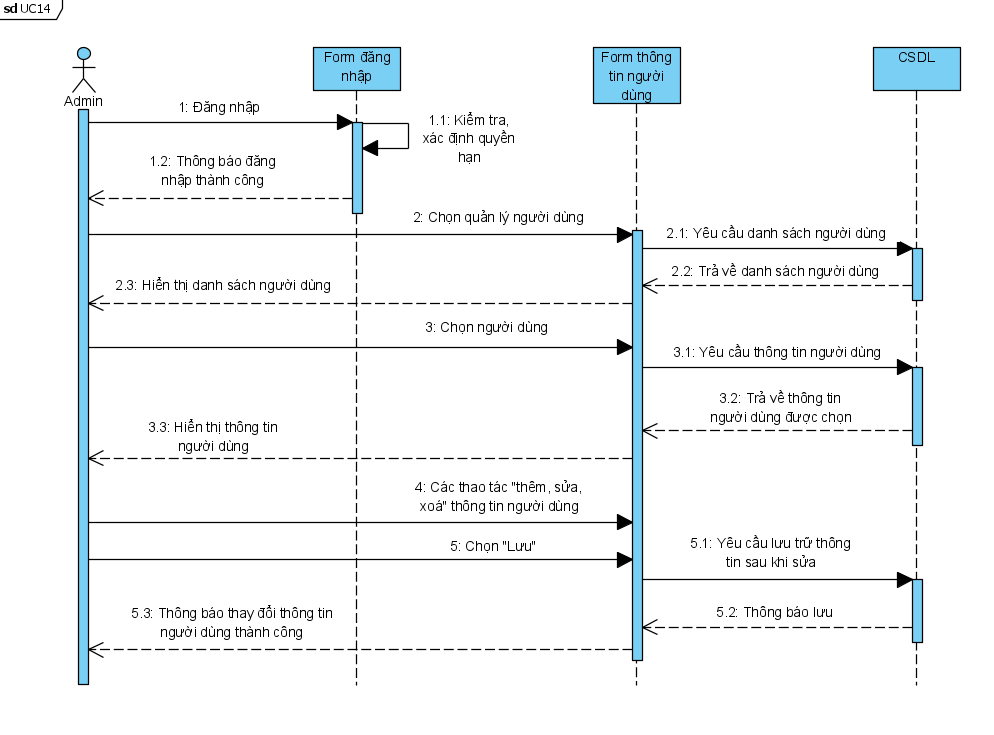 sd UC14
Admin
Form đăng
nhập
Form thông
tin người
dùng
CSDL
1: Đăng nhập
1.1: Kiểm tra,
xác định quyền
hạn
1.2: Thông báo đăng
nhập thành công
2: Chọn quản lý người dùng
2.1: Yêu cầu danh sách người dùng
2.2: Trả về danh sách người dùng
2.3: Hiển thị danh sách người dùng
3: Chọn người dùng
3.1: Yêu cầu thông tin người dùng
3.2: Trả về thông tin
người dùng được chọn
3.3: Hiển thị thông tin
người dùng
4: Các thao tác "thêm, sửa,
xoá" thông tin người dùng
5: Chọn "Lưu"
5.1: Yêu cầu lưu trữ thông
tin sau khi sửa
5.2: Thông báo lưu
5.3: Thông báo thay đổi thông tin
người dùng thành công